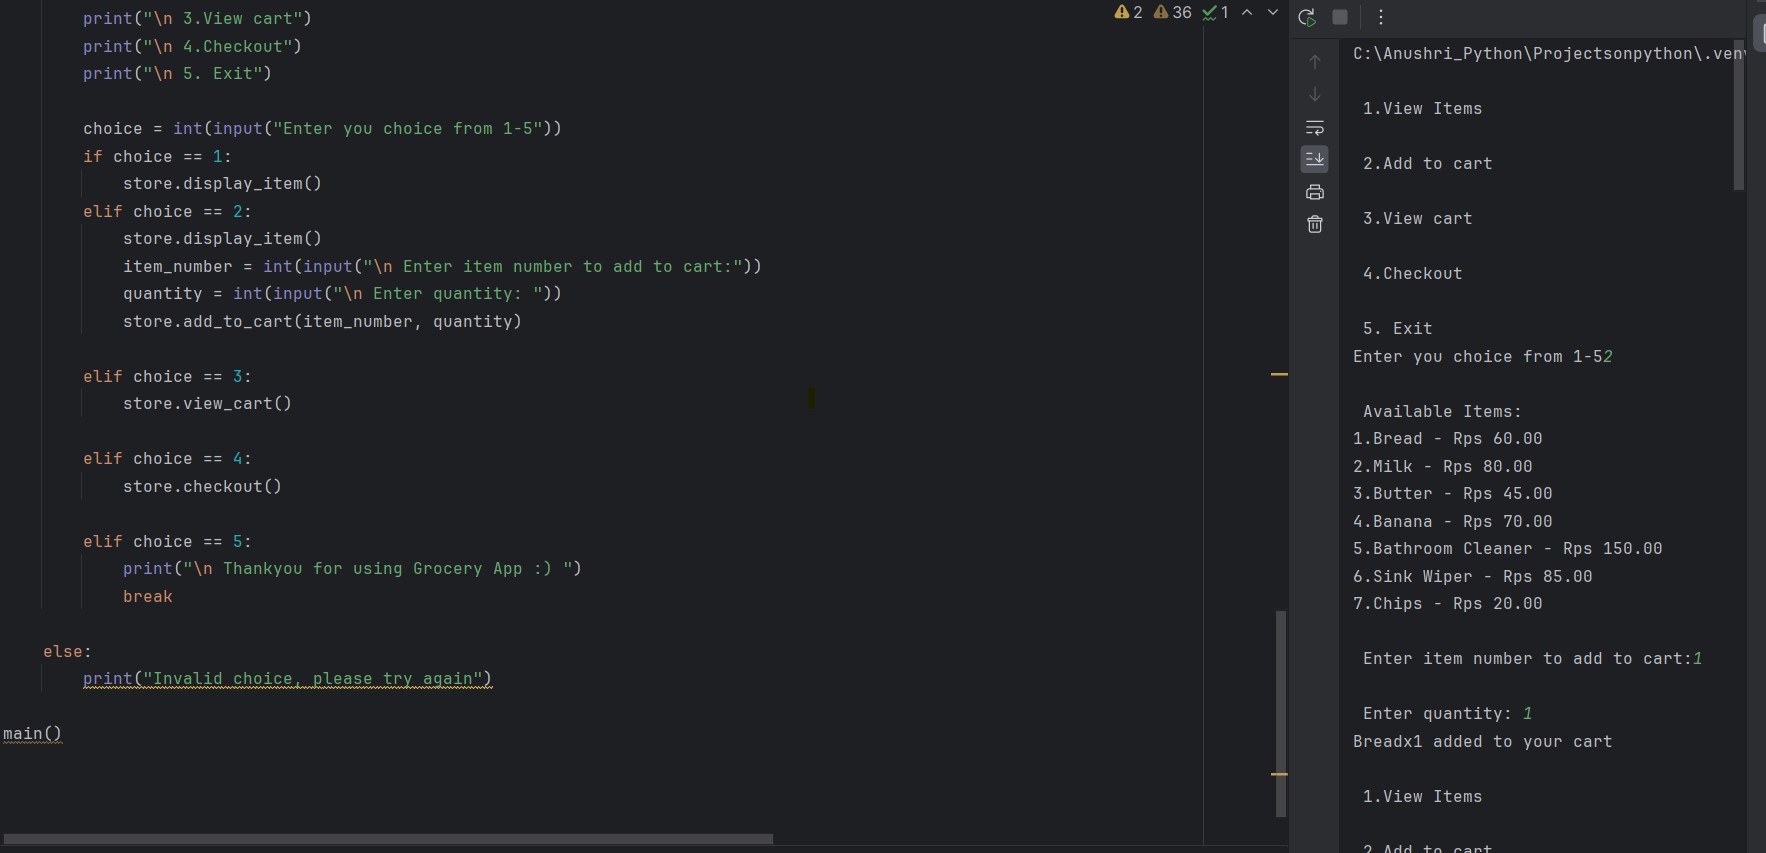 print("\n 3.View cart")
print("\n 4.Checkout")
print("\n 5. Exit")
choice = int(input("Enter you choice from 1-5"))
if choice == 1:
store.display_item()
elif choice == 2:
store.display_item()
item_number = int(input("\n Enter item number to add to cart:"))
quantity = int(input("\n Enter quantity: "))
store.add_to_cart(item_number, quantity)
elif choice == 3:
store.view_cart()
elif choice == 4:
store.checkout()
elif choice == 5:
print("\n Thankyou for using Grocery App :) ")
break
else:
print("Invalid choice, please try again")
main()
2 36 1
C:\Anushri_Python\Projectsonpython\.venv
1.View Items
2.Add to cart
3.View cart
4.Checkout
5. Exit
Enter you choice from 1-52
Available Items:
1.Bread - Rps 60.00
2.Milk - Rps 80.00
3.Butter - Rps 45.00
4.Banana - Rps 70.00
5.Bathroom Cleaner - Rps 150.00
6.Sink Wiper - Rps 85.00
7.Chips - Rps 20.00
Enter item number to add to cart:1
Enter quantity: 1
Breadx1 added to your cart
1.View Items
2.Add to cart